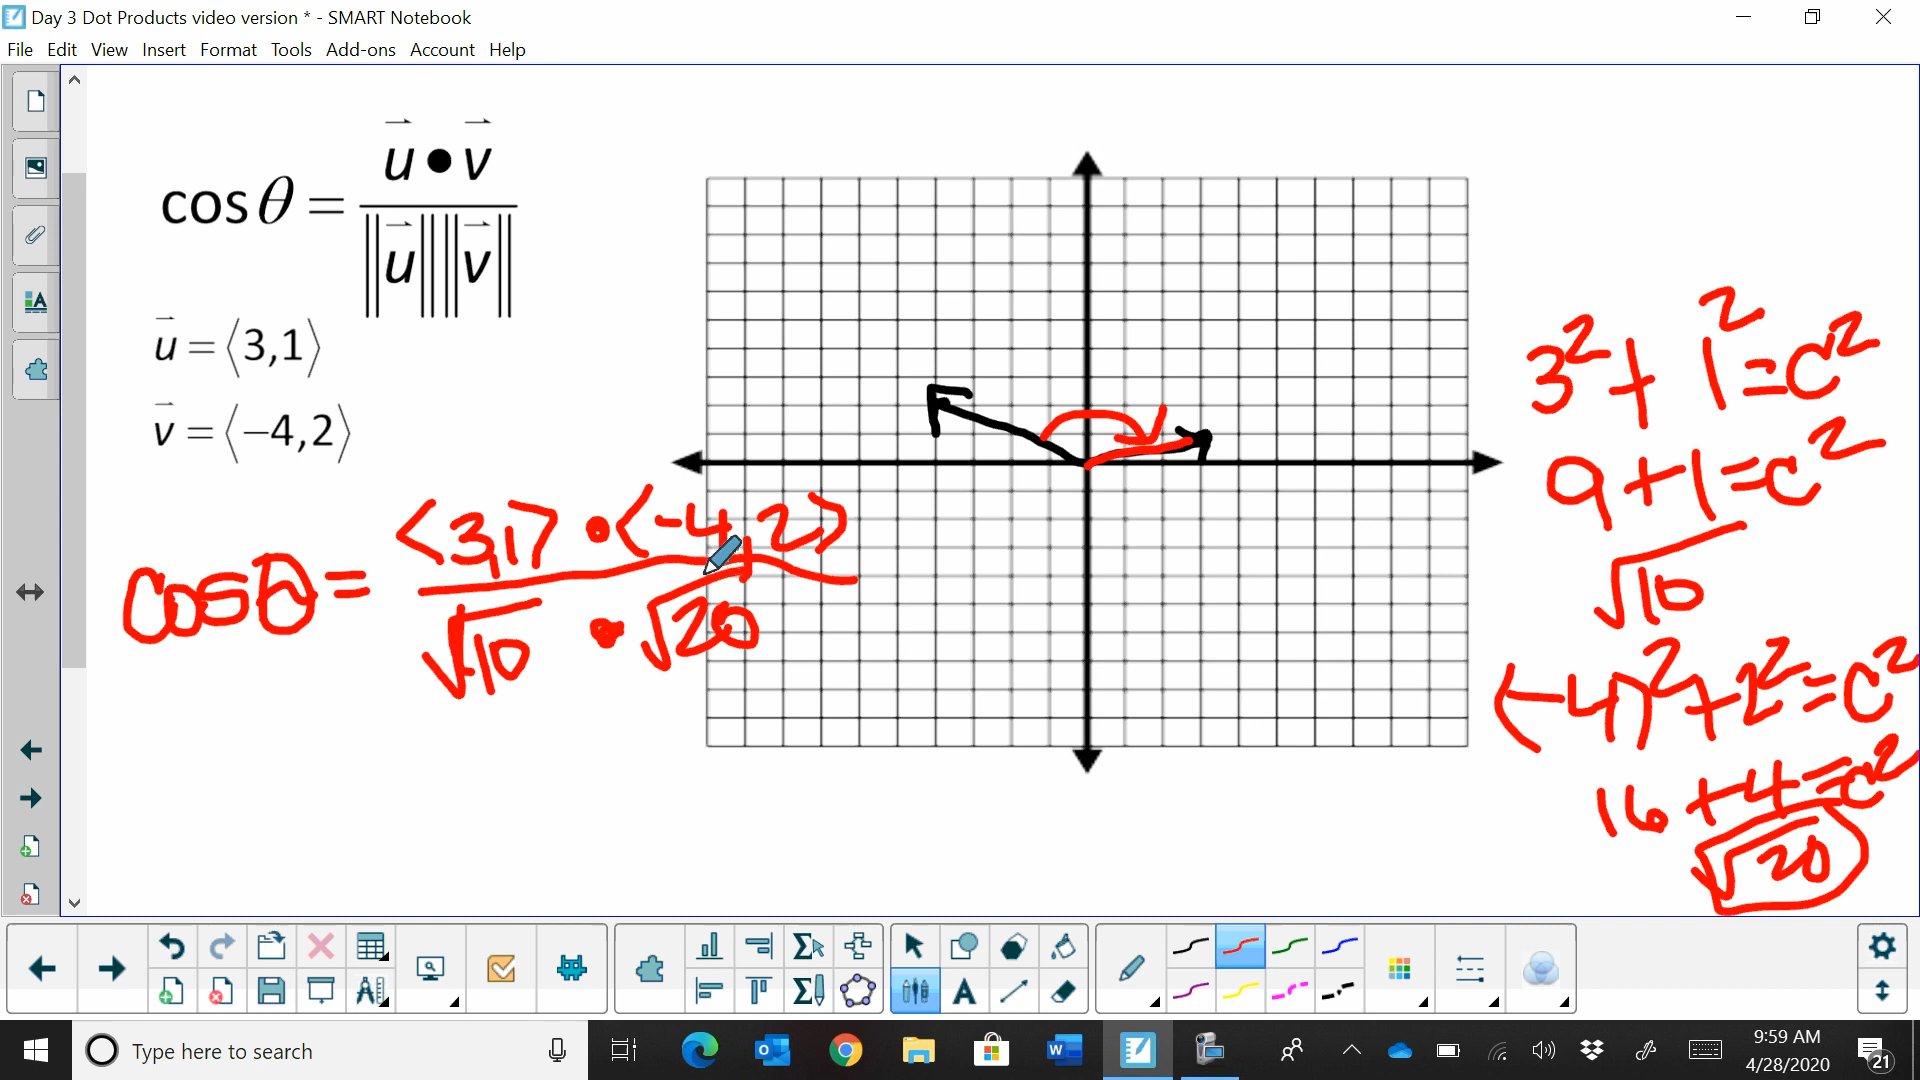 Day 3 Dot Products video version * - SMART Notebook
File Edit View Insert Format Tools Add-ons Account Help
cos θ = u • v / ‖u‖ ‖v‖
u = ⟨3,1⟩
v = ⟨−4,2⟩
cos θ = <3,1> • <-4,2> / √10 • √20
3² + 1² = c²
9 + 1 = c²
√10
(-4)² + 2² = c²
16 + 4 = c²
√20
Type here to search
9:59 AM
4/28/2020
21